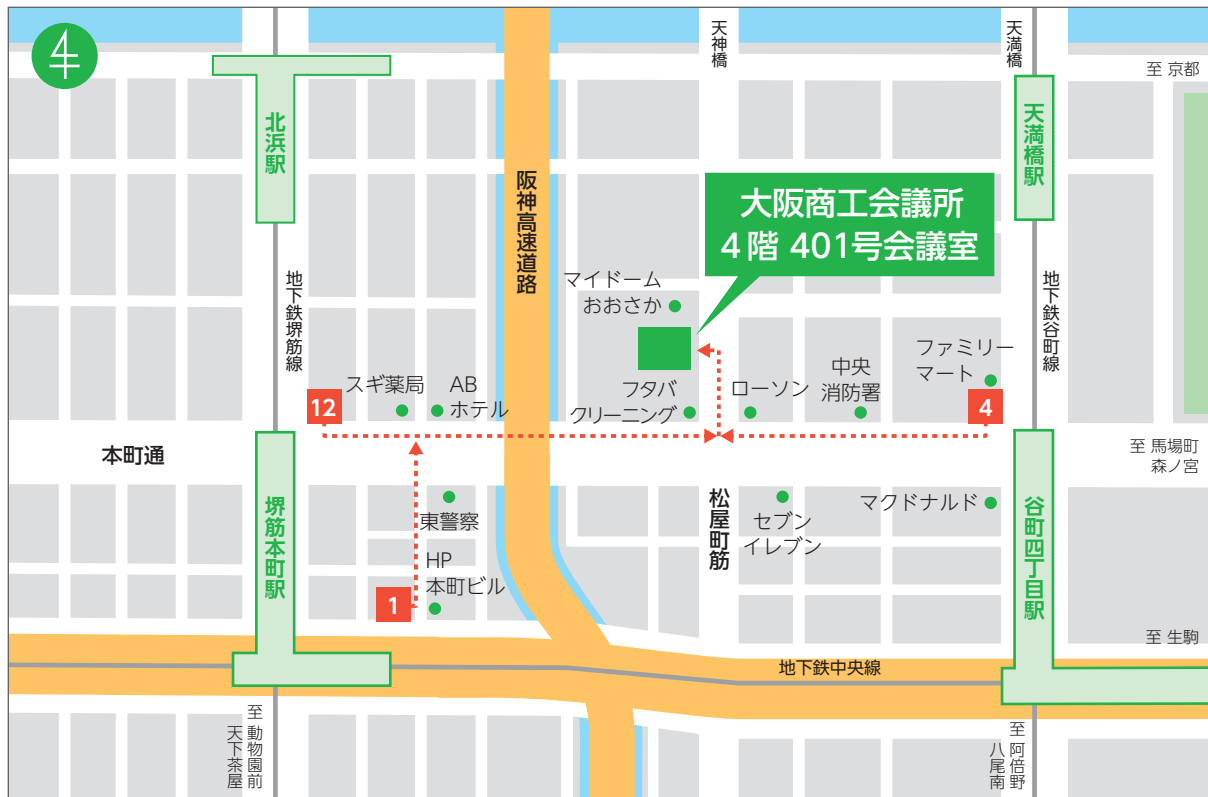 天神橋
天満橋
至 京都
北浜駅
天満橋駅
阪神高速道路
大阪商工会議所
4階 401号会議室
地下鉄堺筋線
地下鉄谷町線
マイドーム
おおさか
スギ薬局
AB
ホテル
フタバ
クリーニング
ローソン
中央
消防署
ファミリー
マート
12
4
本町通
至 馬場町
森ノ宮
堺筋本町駅
東警察
HP
本町ビル
1
松屋町筋
セブン
イレブン
マクドナルド
谷町四丁目駅
至 生駒
地下鉄中央線
至 動物園前
天下茶屋
至 阿倍野
八尾南